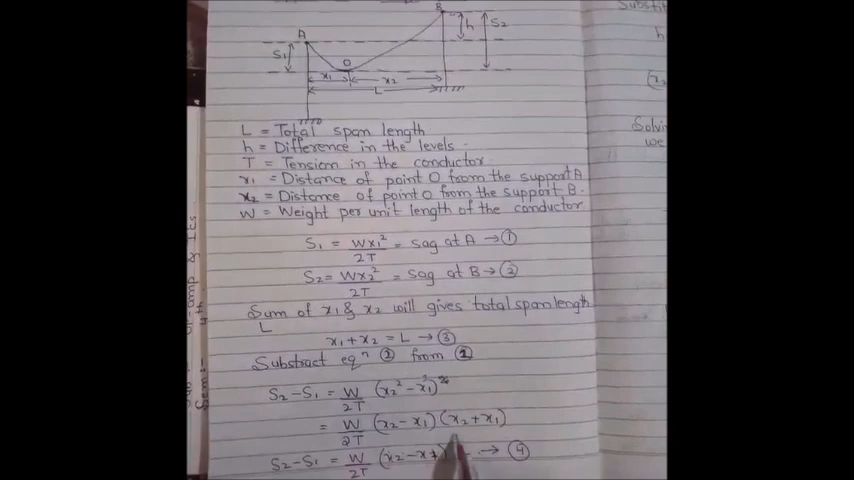 B
A
h
S2
S1
O
x1
x2
L
L = Total span length
h = Difference in the levels.
T = Tension in the conductor
x1 = Distance of point O from the support A
x2 = Distance of point O from the support B.
W = Weight per unit length of the conductor
S1 = Wx1²/2T = sag at A → ①
S2 = Wx2²/2T = sag at B → ②
Sum of x1 & x2 will gives total span length
L
x1 + x2 = L → ③
Substract eqn from
S2 - S1 = W/2T (x2² - x1²)
= W/2T (x2 - x1) (x2 + x1)
S2 - S1 = W/2T (x2 - x1) → ④
h
we